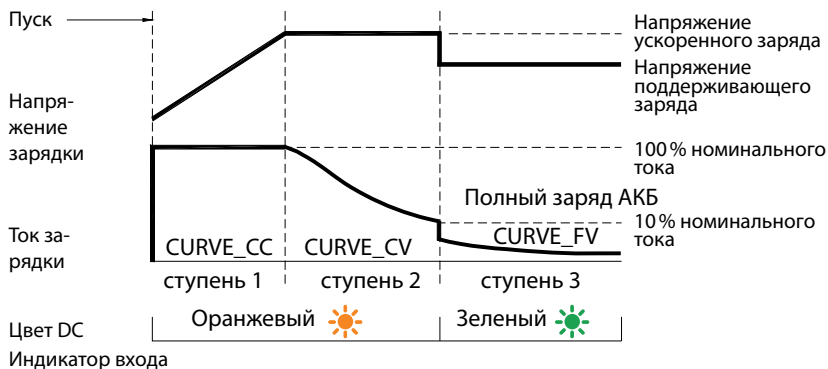 Пуск
Напряжение
ускоренного заряда
Напряжение
поддерживающего
заряда
Напря-
жение
зарядки
100 % номинального
тока
Полный заряд АКБ
10 % номинального
тока
Ток за-
рядки
CURVE_CC
CURVE_CV
CURVE_FV
ступень 1
ступень 2
ступень 3
Цвет DC
Оранжевый
Зеленый
Индикатор входа